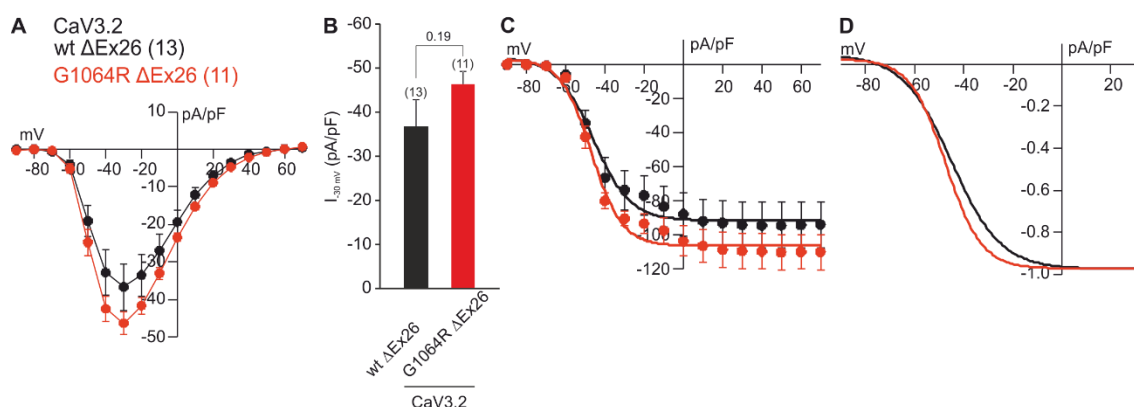 A
CaV3.2
wt ΔEx26 (13)
G1064R ΔEx26 (11)
10
pA/pF
mV
-80 -60 -40 -20
20 40 60
-10
-20
-30
-40
-50
B
I-30 mV (pA/pF)
-60
-50
-40
-30
-20
-10
0
0.19
(13)
(11)
wt ΔEx26
G1064R ΔEx26
CaV3.2
C
mV
pA/pF
-80 -60 -40 -20
20 40 60
-20
-40
-60
-80
-100
-120
D
mV
pA/pF
-80 -60 -40 -20
20
-0.2
-0.4
-0.6
-0.8
-1.0